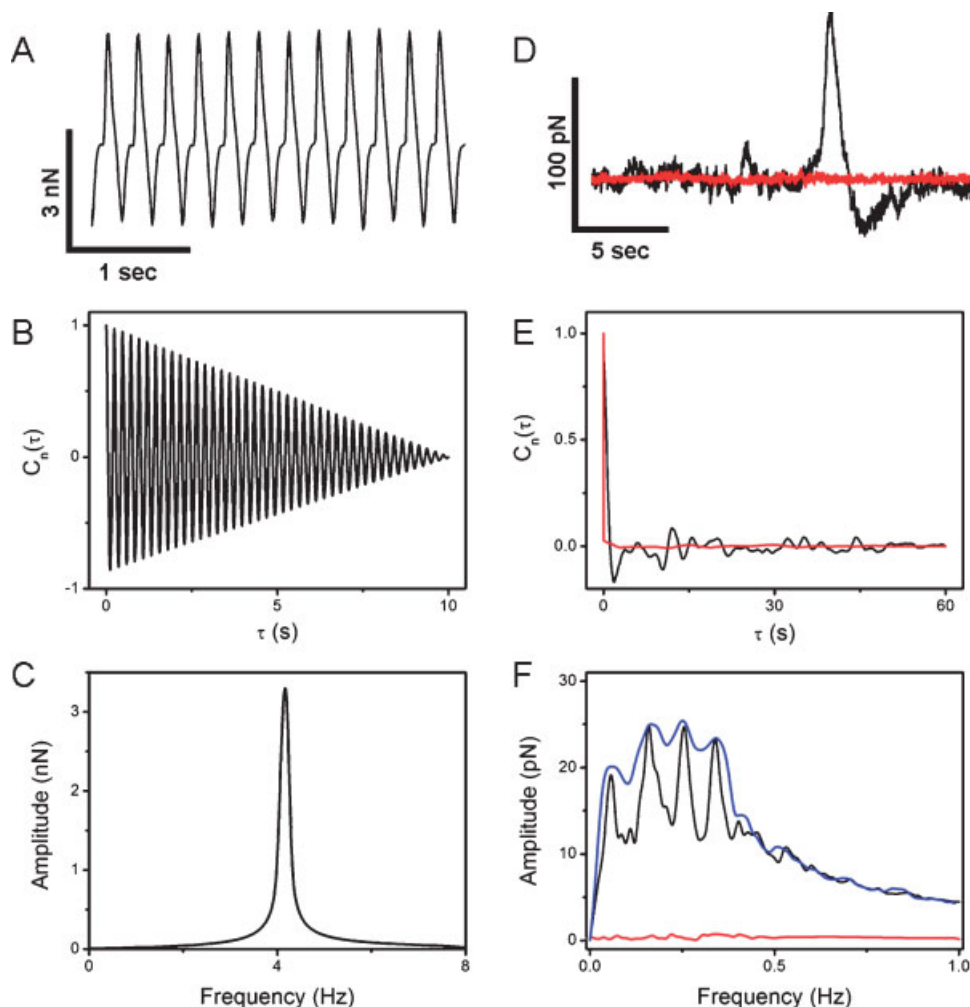 A
3 nN
1 sec
B
1
0
-1
C_n(τ)
0
5
10
τ (s)
C
3
2
1
0
Amplitude (nN)
0
4
8
Frequency (Hz)
D
100 pN
5 sec
E
1.0
0.5
0.0
C_n(τ)
0
30
60
τ (s)
F
30
20
10
0
Amplitude (pN)
0.0
0.5
1.0
Frequency (Hz)